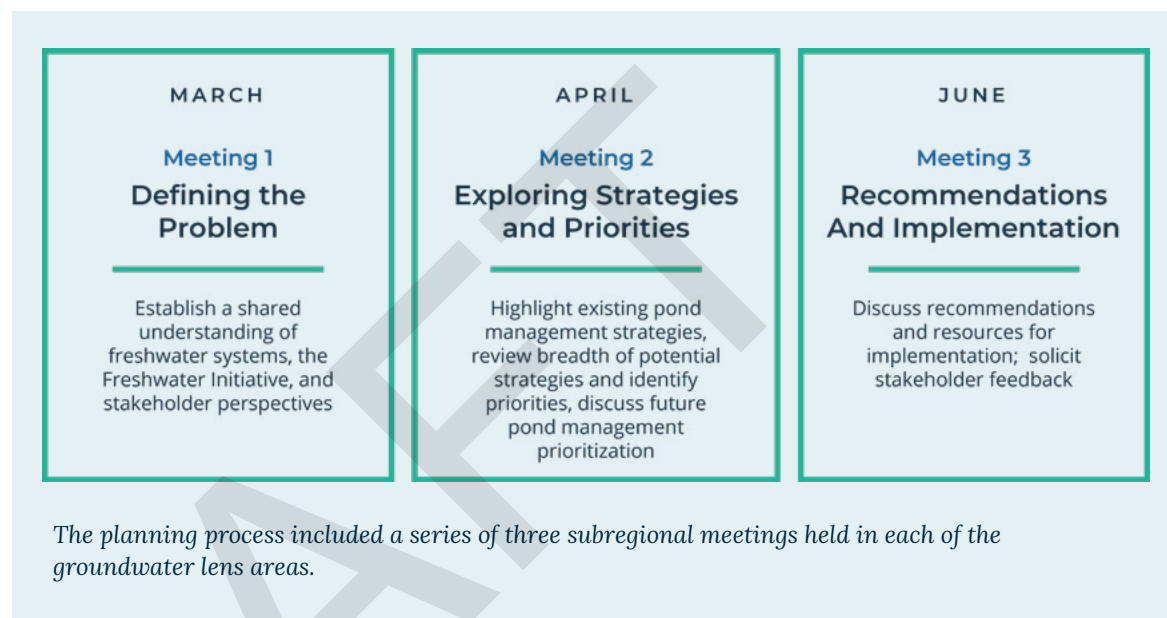 MARCH
Meeting 1
Defining the
Problem
Establish a shared
understanding of
freshwater systems, the
Freshwater Initiative, and
stakeholder perspectives
APRIL
Meeting 2
Exploring Strategies
and Priorities
Highlight existing pond
management strategies,
review breadth of potential
strategies and identify
priorities, discuss future
pond management
prioritization
JUNE
Meeting 3
Recommendations
And Implementation
Discuss recommendations
and resources for
implementation; solicit
stakeholder feedback
The planning process included a series of three subregional meetings held in each of the
groundwater lens areas.
AFT